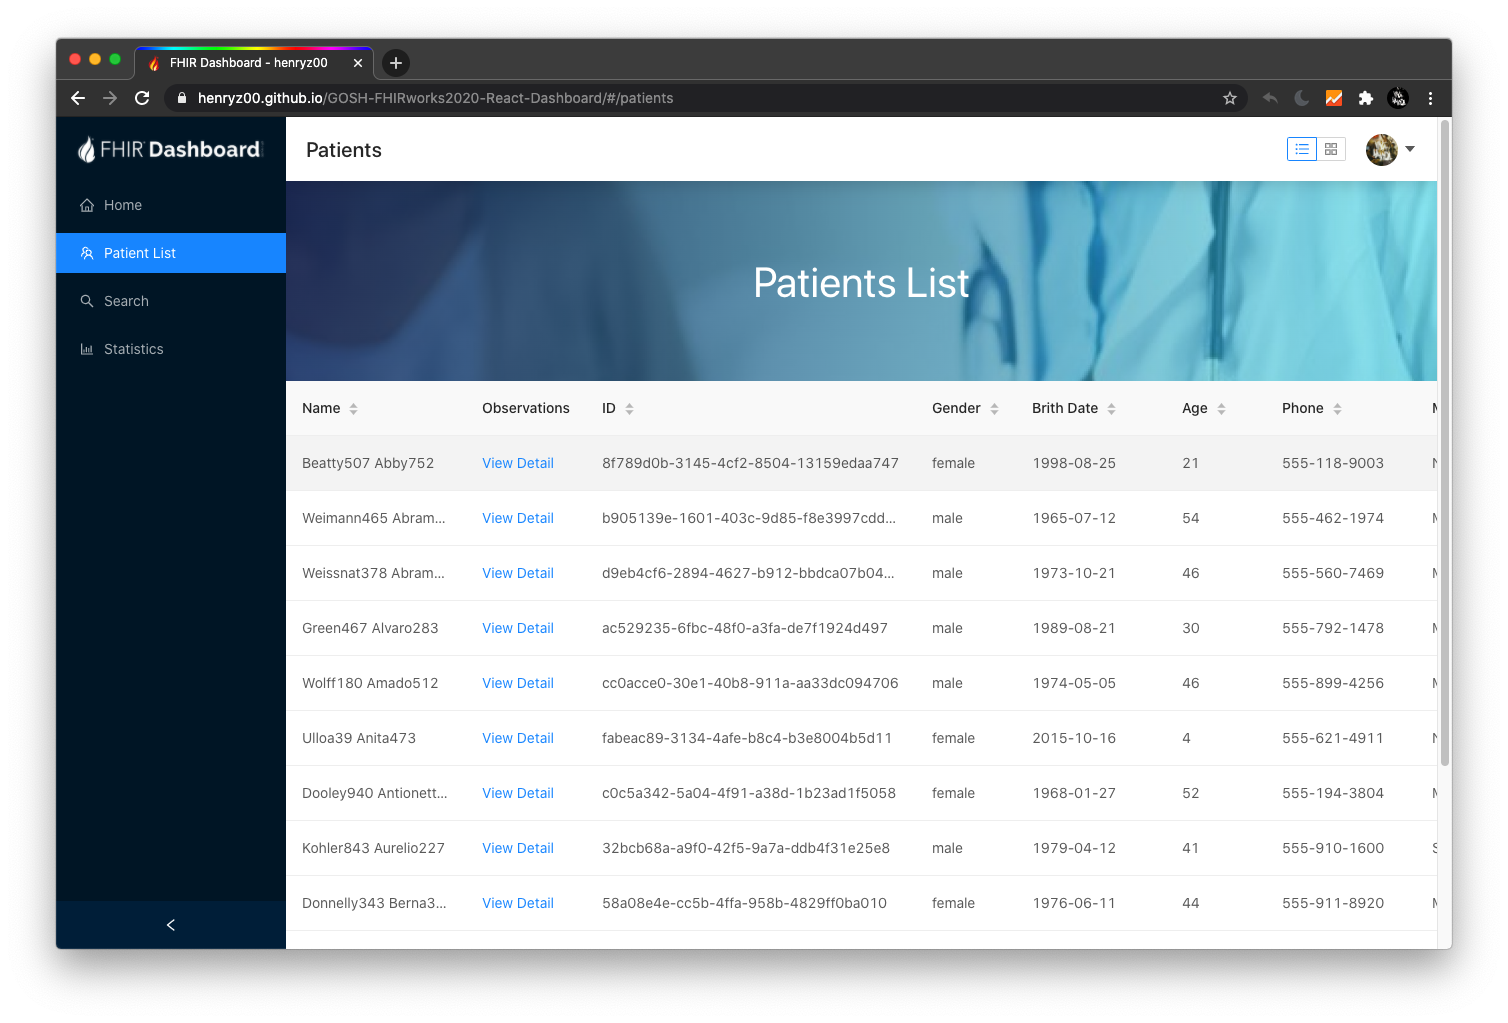 FHIR Dashboard - henryz00
henryz00.github.io/GOSH-FHIRworks2020-React-Dashboard/#/patients
FHIR Dashboard
Patients
Home
Patient List
Search
Statistics
Patients List
Name Observations ID Gender Brith Date Age Phone
Beatty507 Abby752 View Detail 8f789d0b-3145-4cf2-8504-13159edaa747 female 1998-08-25 21 555-118-9003
Weimann465 Abram... View Detail b905139e-1601-403c-9d85-f8e3997cdd... male 1965-07-12 54 555-462-1974
Weissnat378 Abram... View Detail d9eb4cf6-2894-4627-b912-bbdca07b04... male 1973-10-21 46 555-560-7469
Green467 Alvaro283 View Detail ac529235-6fbc-48f0-a3fa-de7f1924d497 male 1989-08-21 30 555-792-1478
Wolff180 Amado512 View Detail cc0acce0-30e1-40b8-911a-aa33dc094706 male 1974-05-05 46 555-899-4256
Ulloa39 Anita473 View Detail fabeac89-3134-4afe-b8c4-b3e8004b5d11 female 2015-10-16 4 555-621-4911
Dooley940 Antionett... View Detail c0c5a342-5a04-4f91-a38d-1b23ad1f5058 female 1968-01-27 52 555-194-3804
Kohler843 Aurelio227 View Detail 32bcb68a-a9f0-42f5-9a7a-ddb4f31e25e8 male 1979-04-12 41 555-910-1600
Donnelly343 Berna3... View Detail 58a08e4e-cc5b-4ffa-958b-4829ff0ba010 female 1976-06-11 44 555-911-8920